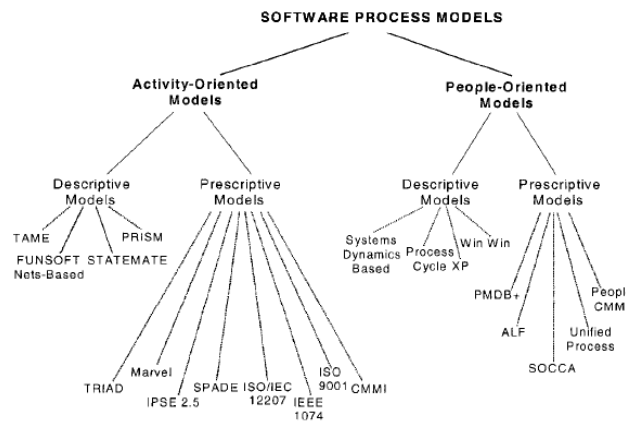 SOFTWARE PROCESS MODELS
Activity-Oriented
Models
People-Oriented
Models
Descriptive
Models
Prescriptive
Models
Descriptive
Models
Prescriptive
Models
TAME
PRISM
FUNSOFT
Nets-Based
STATEMATE
Systems
Dynamics
Based
Process
Cycle
XP
Win Win
TRIAD
Marvel
IPSE 2.5
SPADE
ISO/IEC
12207
IEEE
1074
ISO
9001
CMMI
PMDB+
ALF
SOCCA
Unified
Process
Peopl
CMM